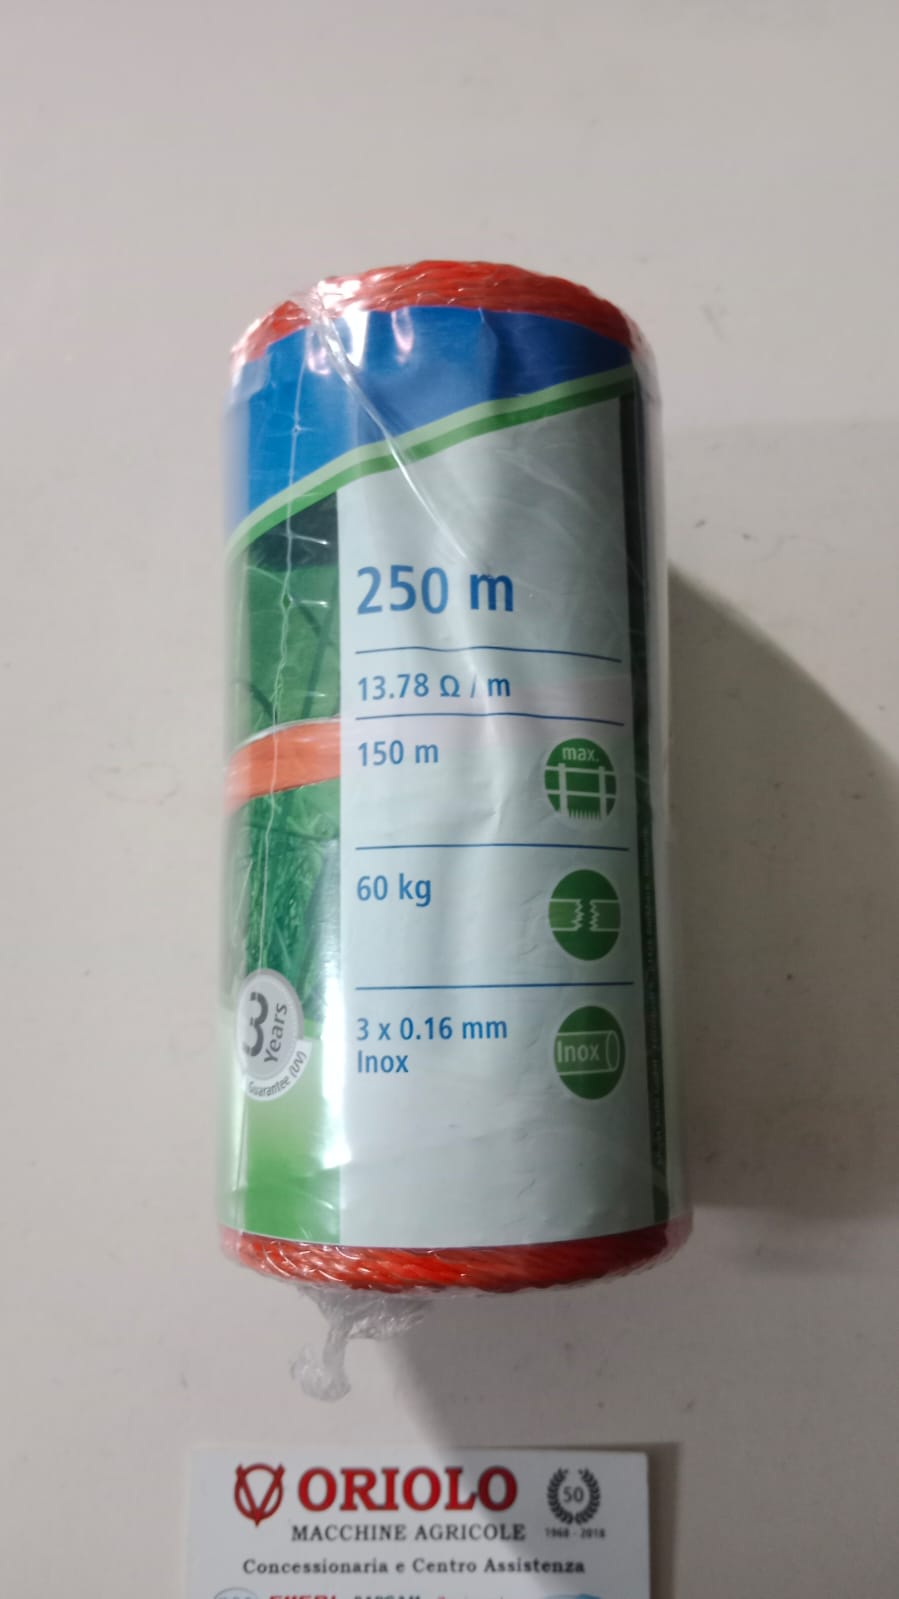 250 m
13.78 Ω / m
150 m
max.
60 kg
3 x 0.16 mm
Inox
Inox
3
Years
Guarantee (UV)
ORIOLO
50
MACCHINE AGRICOLE
1968 - 2018
Concessionaria e Centro Assistenza